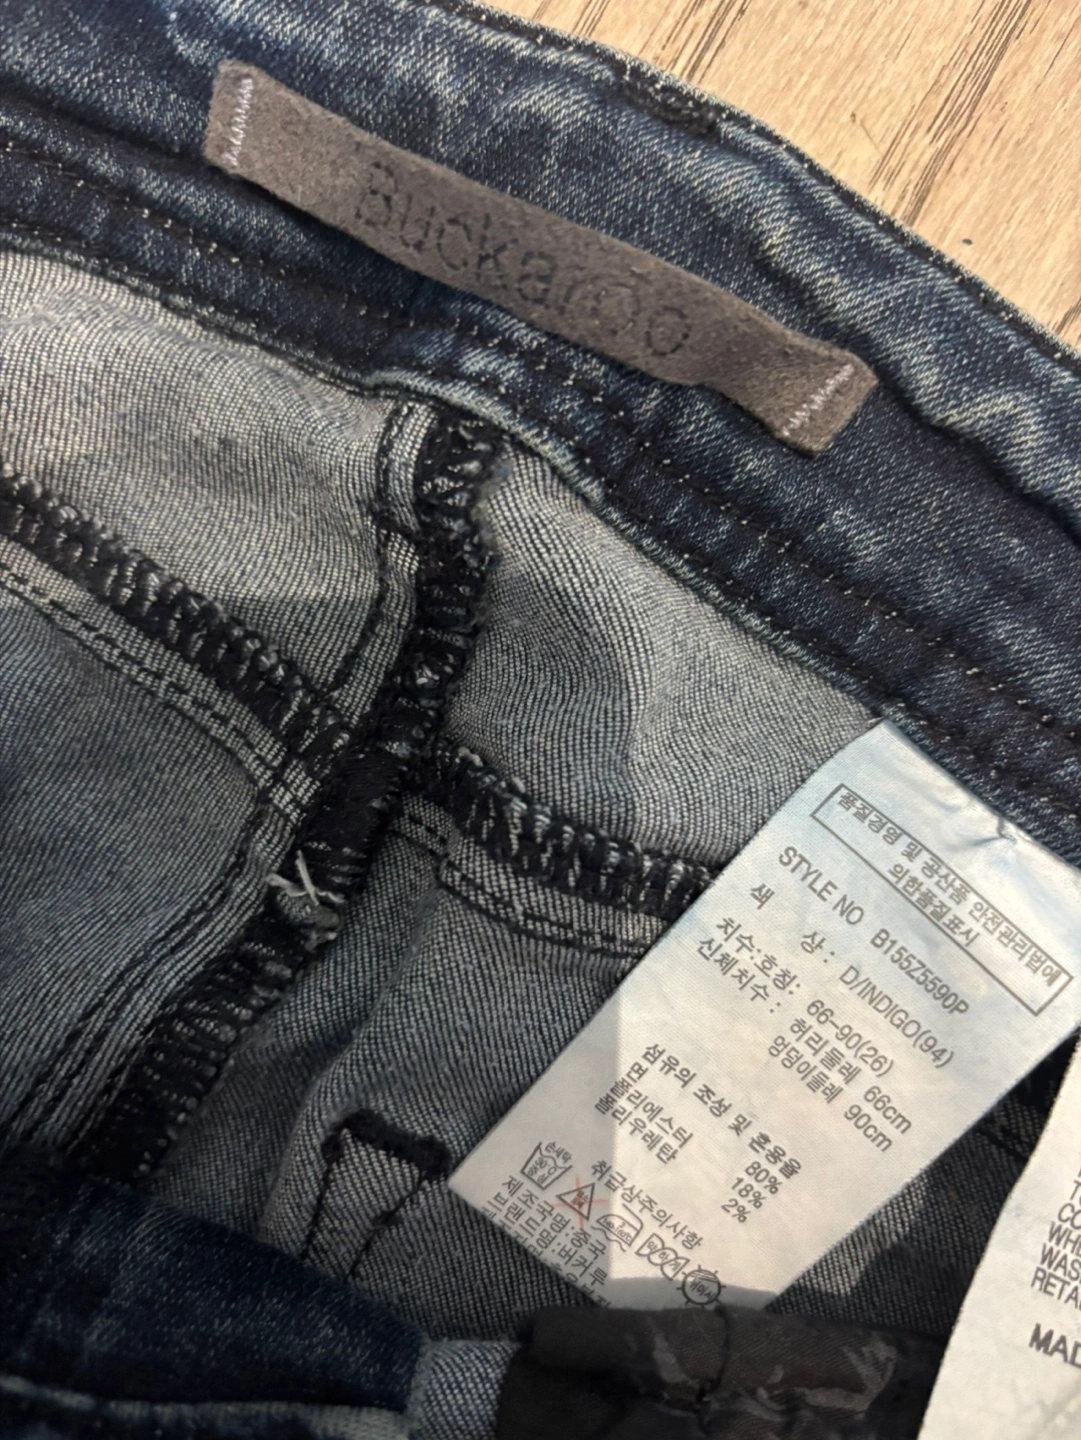 Buckaroo
품질경영 및 공산품 안전관리법에
의한품질표시
STYLE NO B155Z5590P
색 상 : D/INDIGO(94)
치수:호칭: 66-90(26)
신체치수 : 허리둘레 66cm
엉덩이둘레 90cm
섬유의 조성 및 혼용율
80%
폴리에스터 18%
폴리우레탄 2%
취급상주의사항
제조국명:중국
브랜드명:버커루
CO
WH
WAS
RETA
MAD